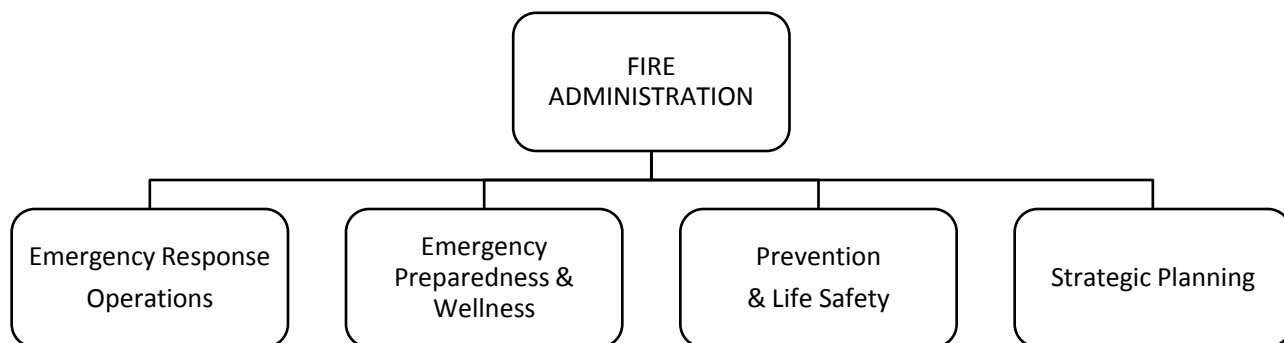 FIRE
ADMINISTRATION
Emergency Response
Operations
Emergency
Preparedness &
Wellness
Prevention
& Life Safety
Strategic Planning